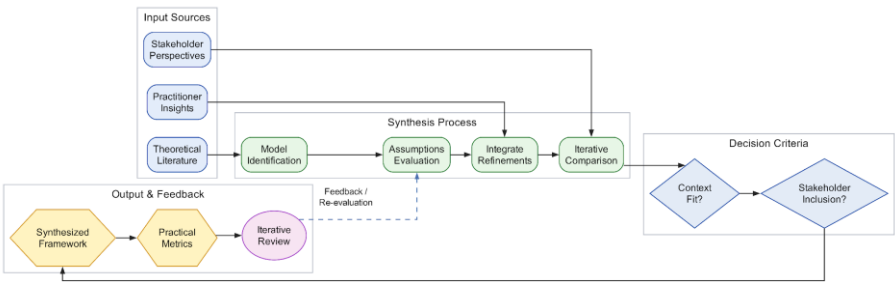 Input Sources
Stakeholder
Perspectives
Practitioner
Insights
Theoretical
Literature
Synthesis Process
Model
Identification
Assumptions
Evaluation
Integrate
Refinements
Iterative
Comparison
Decision Criteria
Context
Fit?
Stakeholder
Inclusion?
Output & Feedback
Synthesized
Framework
Practical
Metrics
Iterative
Review
Feedback /
Re-evaluation